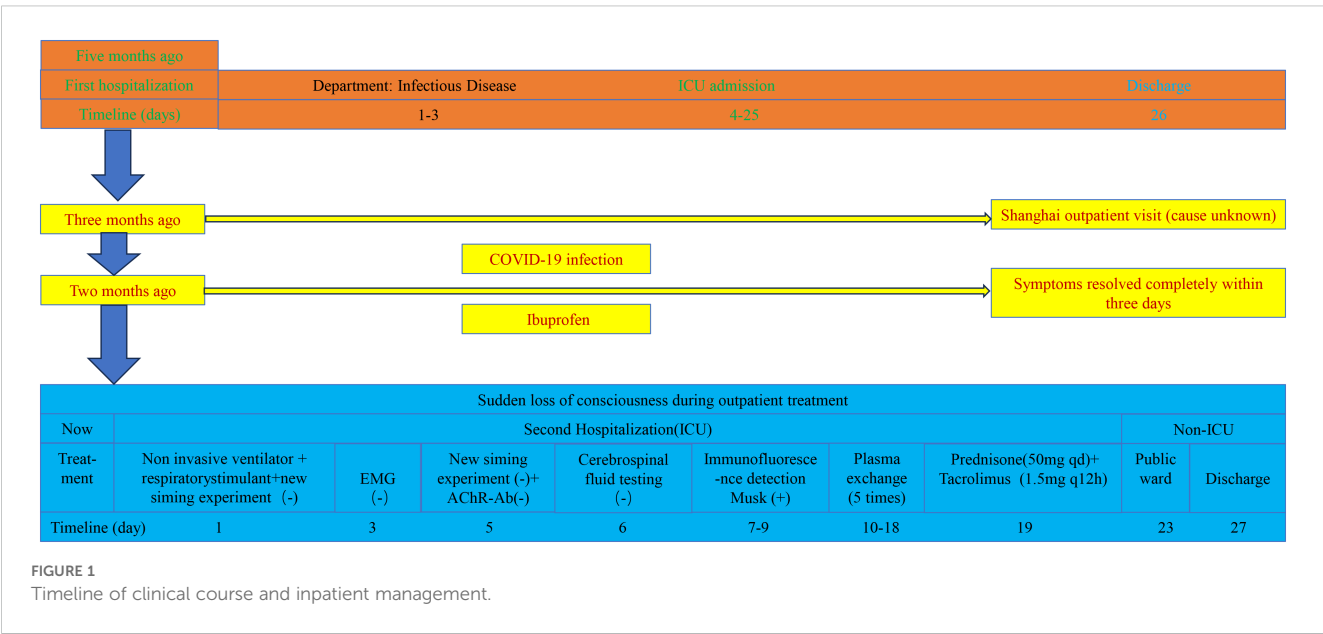 Five months ago
First hospitalization
Department: Infectious Disease
ICU admission
Discharge
Timeline (days)
1-3
4-25
26
Three months ago
Shanghai outpatient visit (cause unknown)
COVID-19 infection
Two months ago
Symptoms resolved completely within
three days
Ibuprofen
Sudden loss of consciousness during outpatient treatment
Now
Second Hospitalization(ICU)
Non-ICU
Treat-
ment
Non invasive ventilator +
respiratorystimulant+new
siming experiment（-）
EMG
(-)
New siming
experiment (-)+
AChR-Ab(-)
Cerebrospinal
fluid testing
(-)
Immunofluoresce
-nce detection
Musk (+)
Plasma
exchange
(5 times)
Prednisone(50mg qd)+
Tacrolimus（1.5mg q12h）
Public
ward
Discharge
Timeline (day)
1
3
5
6
7-9
10-18
19
23
27
FIGURE 1
Timeline of clinical course and inpatient management.